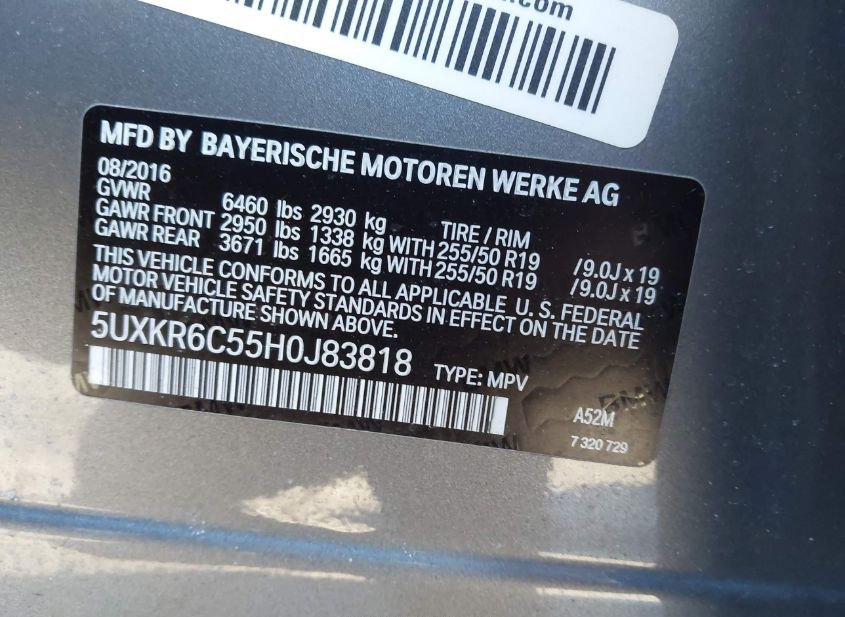 .com
MFD BY BAYERISCHE MOTOREN WERKE AG
08/2016
GVWR 6460 lbs 2930 kg TIRE / RIM
GAWR FRONT 2950 lbs 1338 kg WITH 255/50 R19 /9.0J x 19
GAWR REAR 3671 lbs 1665 kg WITH 255/50 R19 /9.0J x 19
THIS VEHICLE CONFORMS TO ALL APPLICABLE U. S. FEDERAL
MOTOR VEHICLE SAFETY STANDARDS IN EFFECT ON THE DATE
OF MANUFACTURE SHOWN ABOVE.
5UXKR6C55H0J83818 TYPE: MPV
A52M
7 320 729